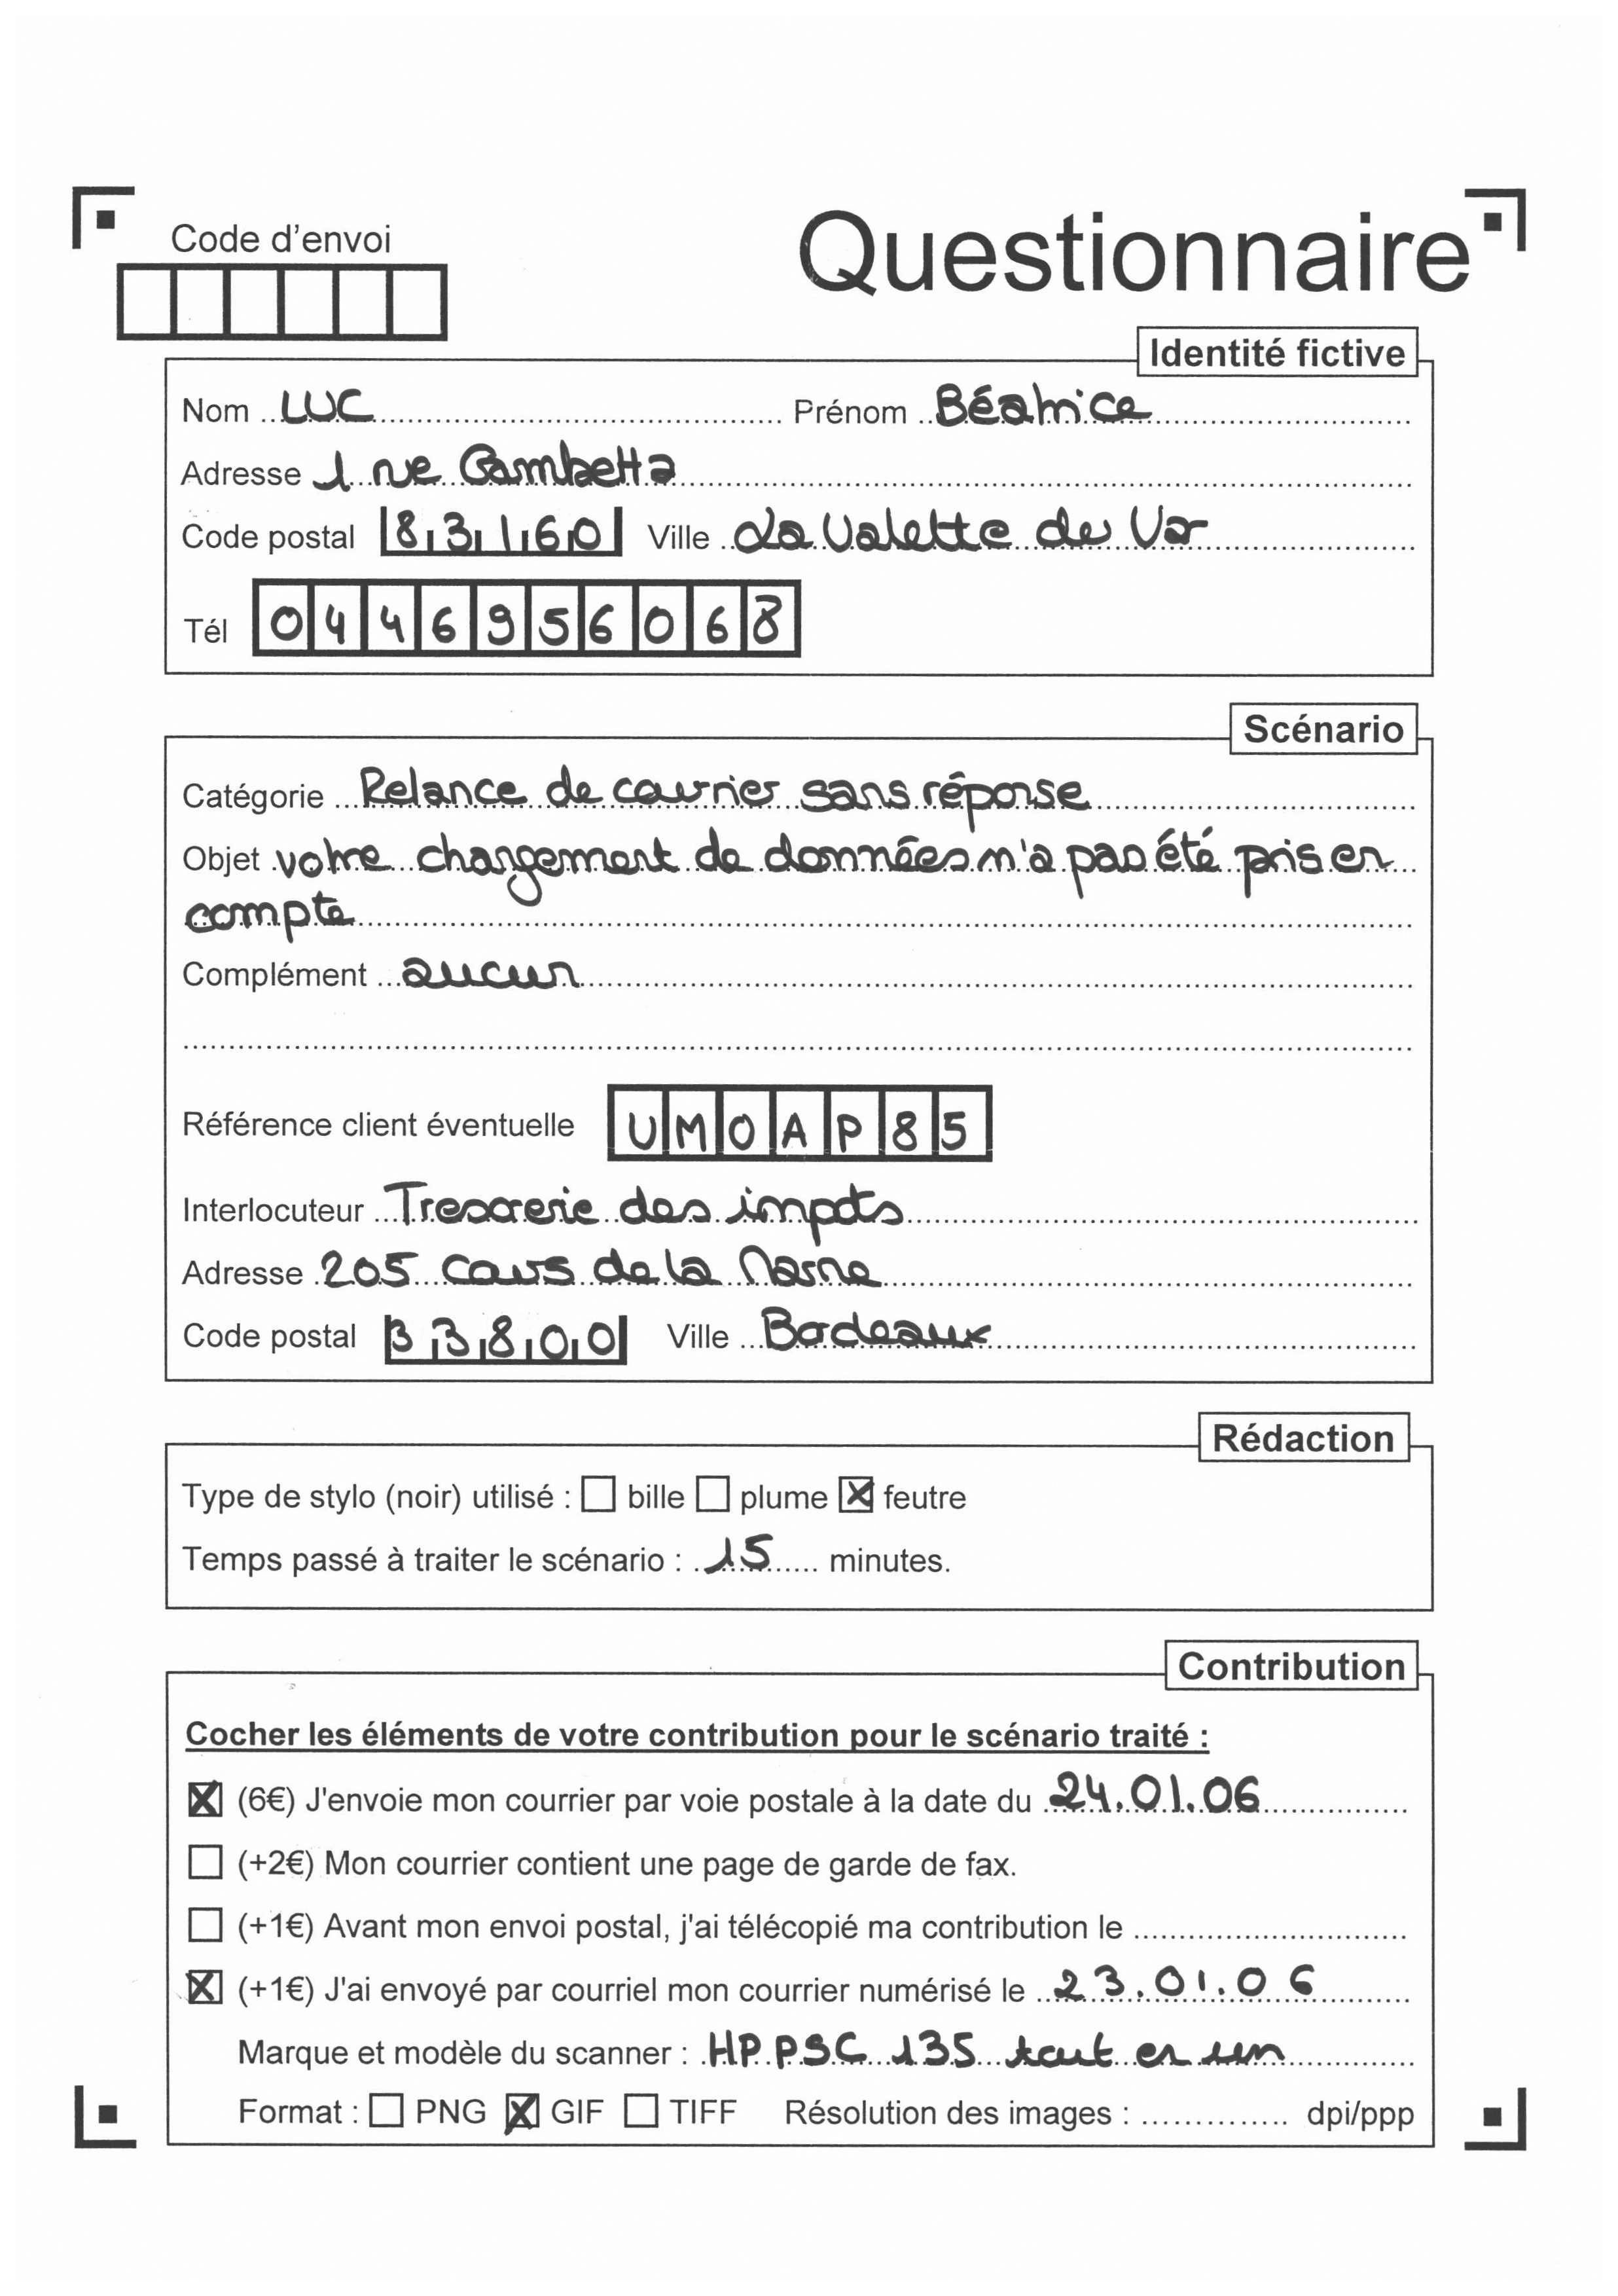 Code d'envoi
Questionnaire
Identité fictive
Nom LUC Prénom Béatrice
Adresse 1 rue Gambetta
Code postal 83160 Ville La Valette du Var
Tél 0446956068
Scénario
Catégorie Relance de courrier sans réponse
Objet votre changement de données n'a pas été pris en
compte
Complément aucun
Référence client éventuelle UMOAP85
Interlocuteur Tresorerie des impots
Adresse 205 cours de la Marne
Code postal 33800 Ville Bordeaux
Rédaction
Type de stylo (noir) utilisé : bille plume feutre
Temps passé à traiter le scénario : 15 minutes.
Contribution
Cocher les éléments de votre contribution pour le scénario traité :
(6€) J'envoie mon courrier par voie postale à la date du 24.01.06
(+2€) Mon courrier contient une page de garde de fax.
(+1€) Avant mon envoi postal, j'ai télécopié ma contribution le
(+1€) J'ai envoyé par courriel mon courrier numérisé le 23.01.06
Marque et modèle du scanner : HP PSC 135 tout en un
Format : PNG GIF TIFF Résolution des images : dpi/ppp